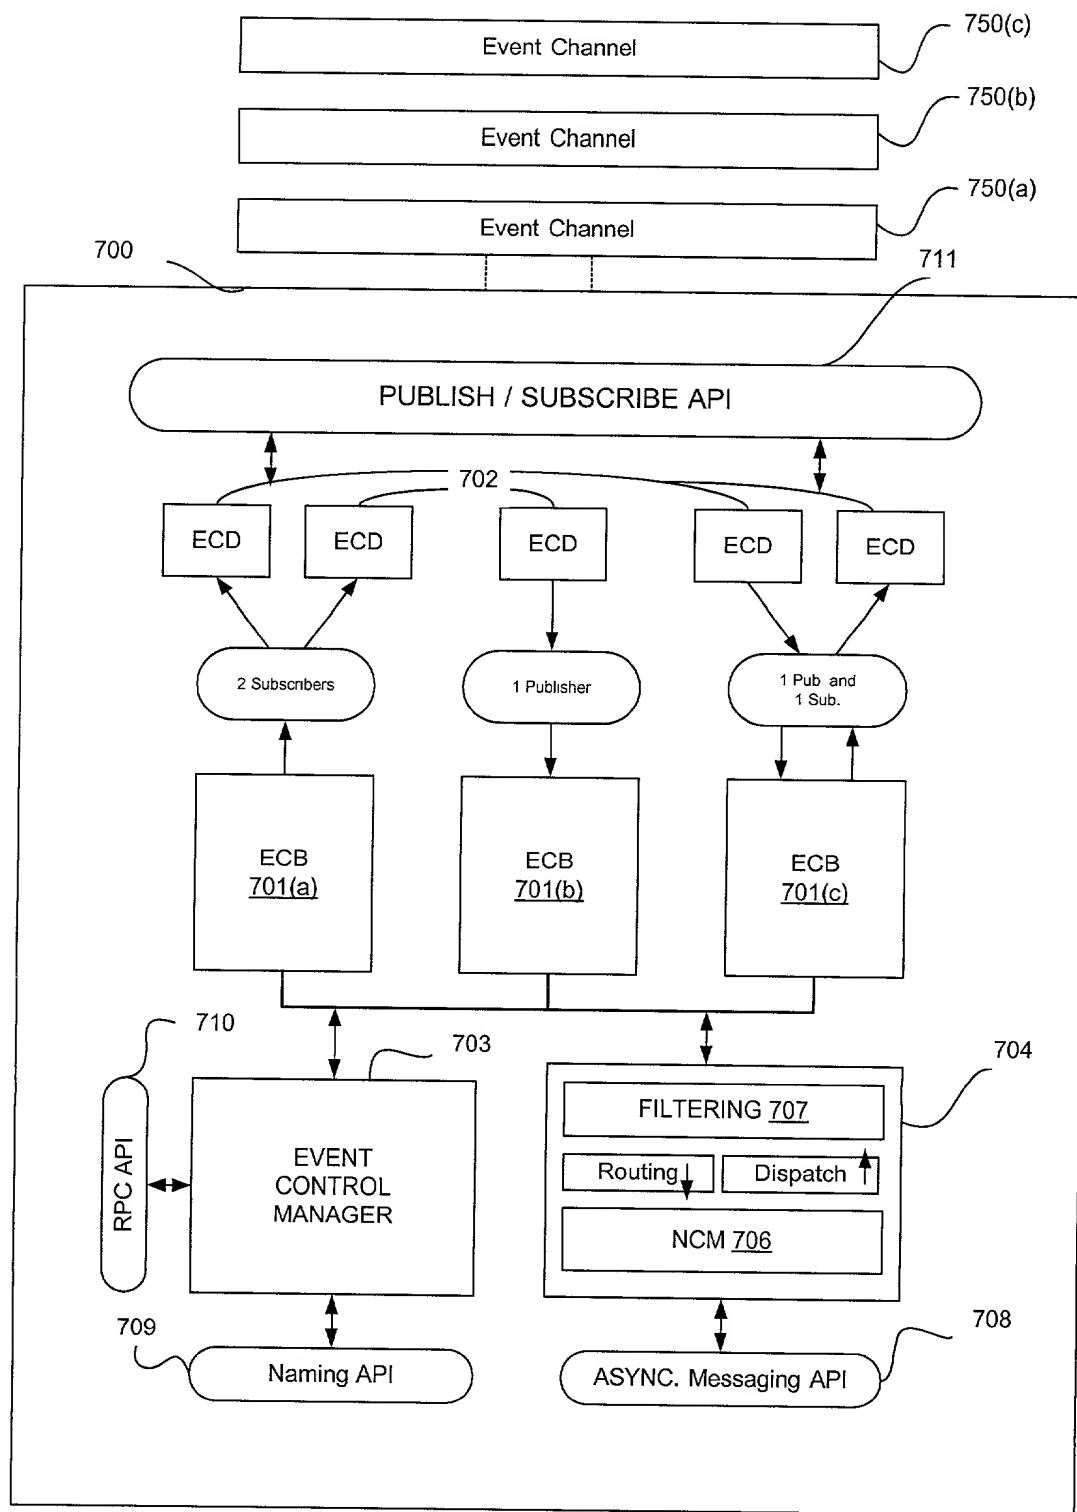 750(c)
Event Channel
750(b)
Event Channel
750(a)
Event Channel
700
711
PUBLISH / SUBSCRIBE API
702
ECD
ECD
ECD
ECD
ECD
2 Subscribers
1 Publisher
1 Pub and
1 Sub.
ECB
701(a)
ECB
701(b)
ECB
701(c)
710
703
704
RPC API
EVENT
CONTROL
MANAGER
FILTERING 707
Routing
Dispatch
NCM 706
709
708
Naming API
ASYNC. Messaging API